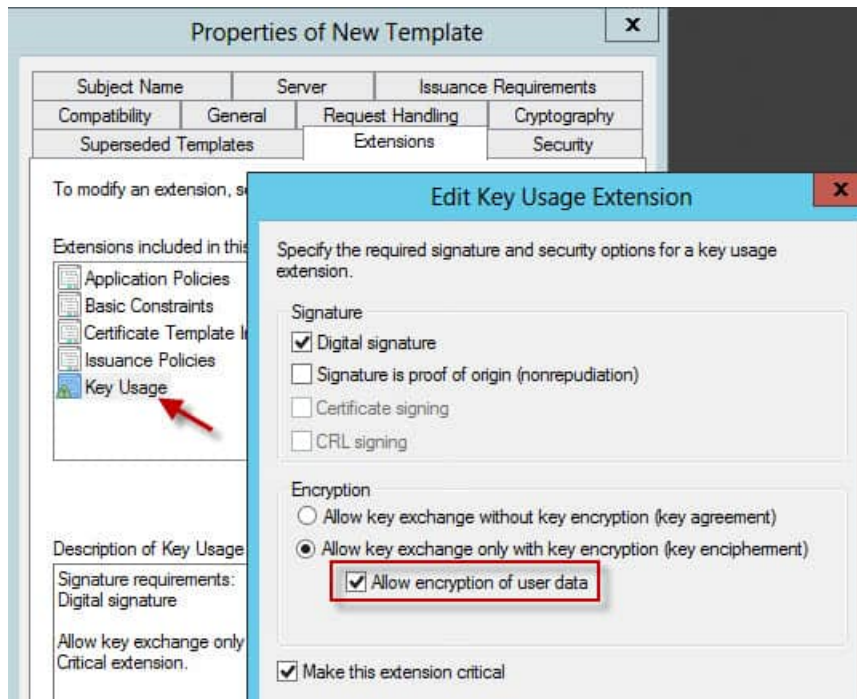 Properties of New Template
x
Subject Name
Server
Issuance Requirements
Compatibility
General
Request Handling
Cryptography
Superseded Templates
Extensions
Security
To modify an extension, s
Extensions included in this
Application Policies
Basic Constraints
Certificate Template I
Issuance Policies
Key Usage
Description of Key Usage
Signature requirements:
Digital signature
Allow key exchange only
Critical extension.
Edit Key Usage Extension
x
Specify the required signature and security options for a key usage
extension.
Signature
Digital signature
Signature is proof of origin (nonrepudiation)
Certificate signing
CRL signing
Encryption
Allow key exchange without key encryption (key agreement)
Allow key exchange only with key encryption (key encipherment)
Allow encryption of user data
Make this extension critical